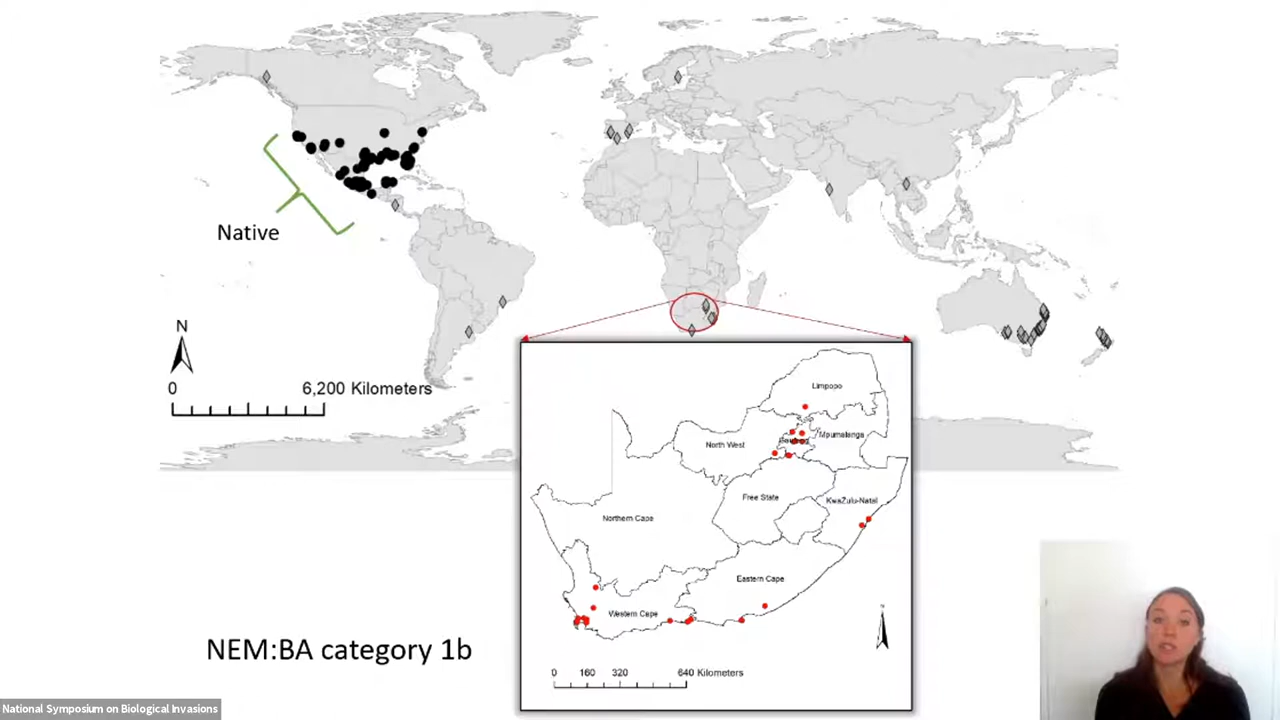 Native
N
0 6,200 Kilometers
Limpopo
North West
Mpumalanga
Free State
KwaZulu-Natal
Northern Cape
Eastern Cape
Western Cape
N
0 160 320 640 Kilometers
NEM:BA category 1b
National Symposium on Biological Invasions